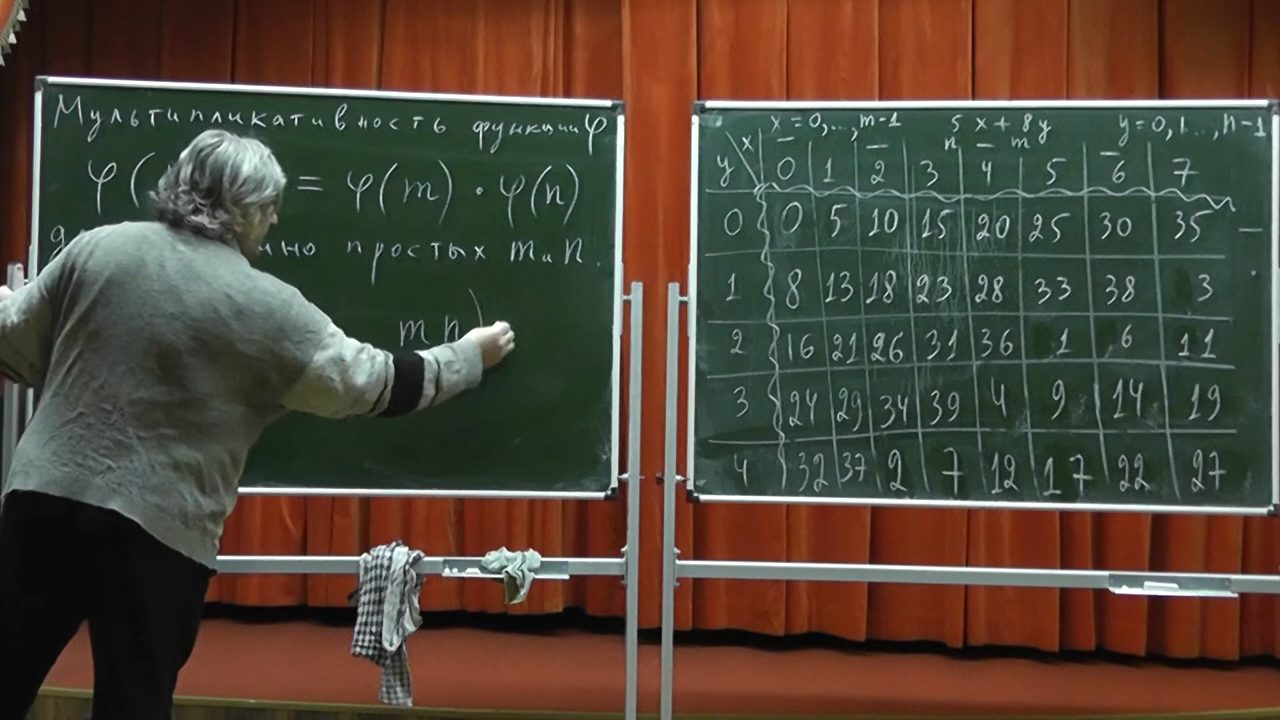 Мультипликативность функции φ
φ( = φ(m) · φ(n)
простых m и n.
mn)
x = 0,...,m-1 5x + 8y y = 0,1...,n-1
n m
y x 0 1 2 3 4 5 6 7
0 0 5 10 15 20 25 30 35
1 8 13 18 23 28 33 38 3
2 16 21 26 31 36 1 6 11
3 24 29 34 39 4 9 14 19
4 32 37 2 7 12 17 22 27